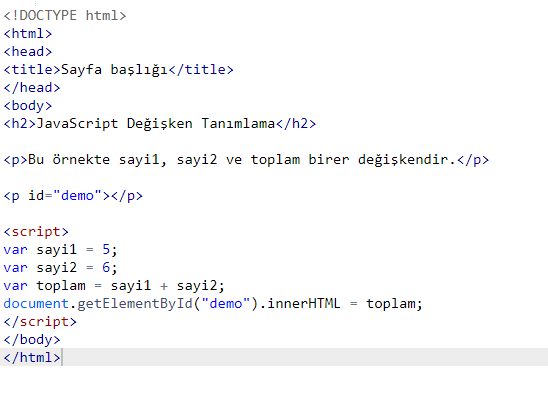 <!DOCTYPE html>
<html>
<head>
<title>Sayfa başlığı</title>
</head>
<body>
<h2>JavaScript Değişken Tanımlama</h2>
<p>Bu örnekte sayi1, sayi2 ve toplam birer değişkendir.</p>
<p id="demo"></p>
<script>
var sayi1 = 5;
var sayi2 = 6;
var toplam = sayi1 + sayi2;
document.getElementById("demo").innerHTML = toplam;
</script>
</body>
</html>